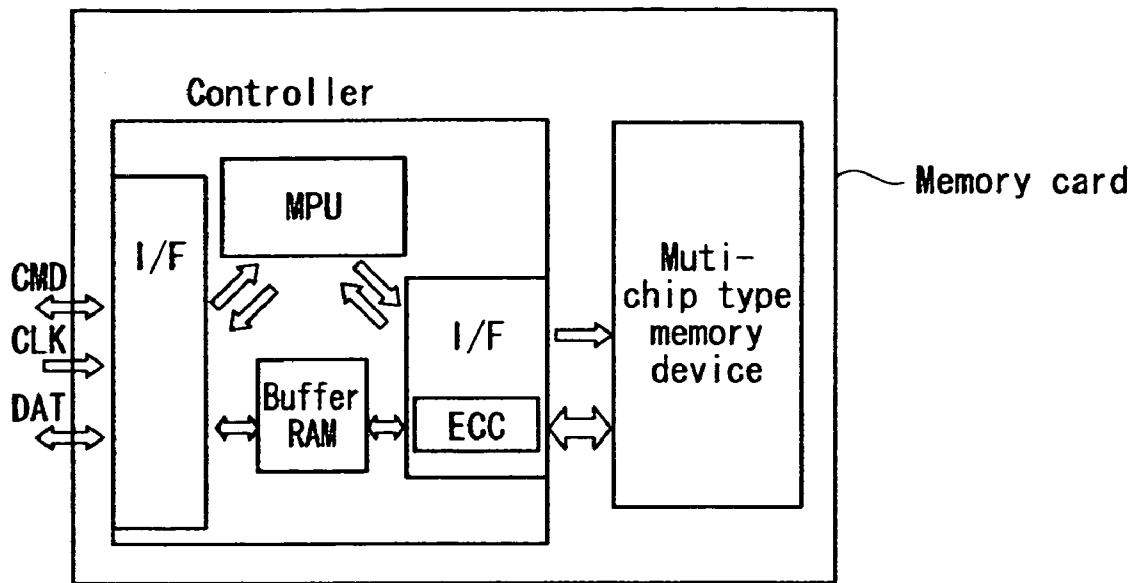 Controller
MPU
I/F
CMD
CLK
DAT
Buffer
RAM
I/F
ECC
Muti-
chip type
memory
device
Memory card